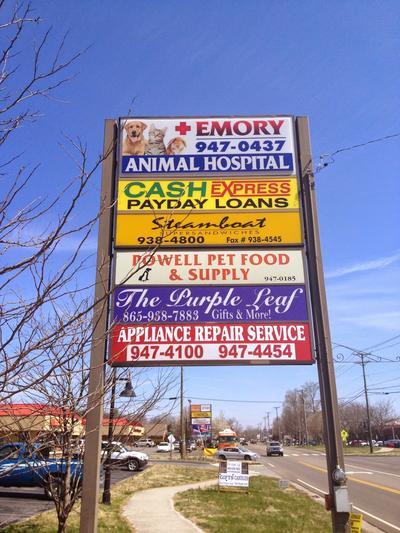 EMORY
947-0437
ANIMAL HOSPITAL
CASH EXPRESS
PAYDAY LOANS
Steamboat
SUPERSANDWICHES
938-4800 Fax # 938-4545
POWELL PET FOOD
& SUPPLY 947-0185
The Purple Leaf
865-938-7883 Gifts & More!
APPLIANCE REPAIR SERVICE
947-4100 947-4454